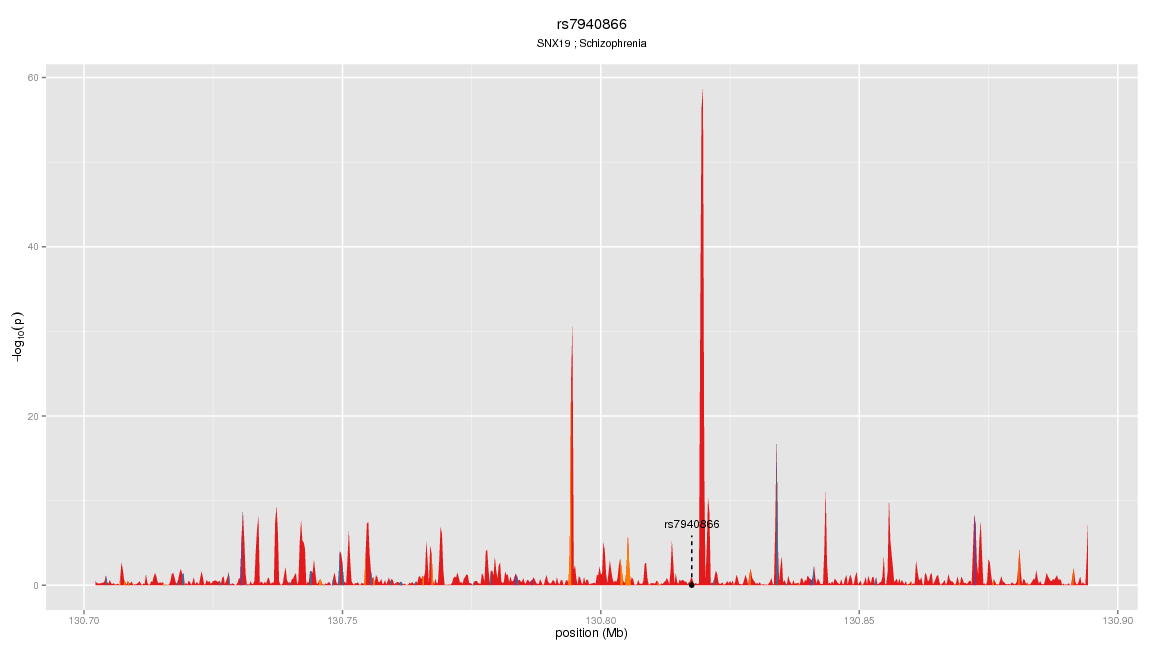 rs7940866
SNX19 ; Schizophrenia
60
40
20
0
−log10(p)
rs7940866
130.70
130.75
130.80
130.85
130.90
position (Mb)